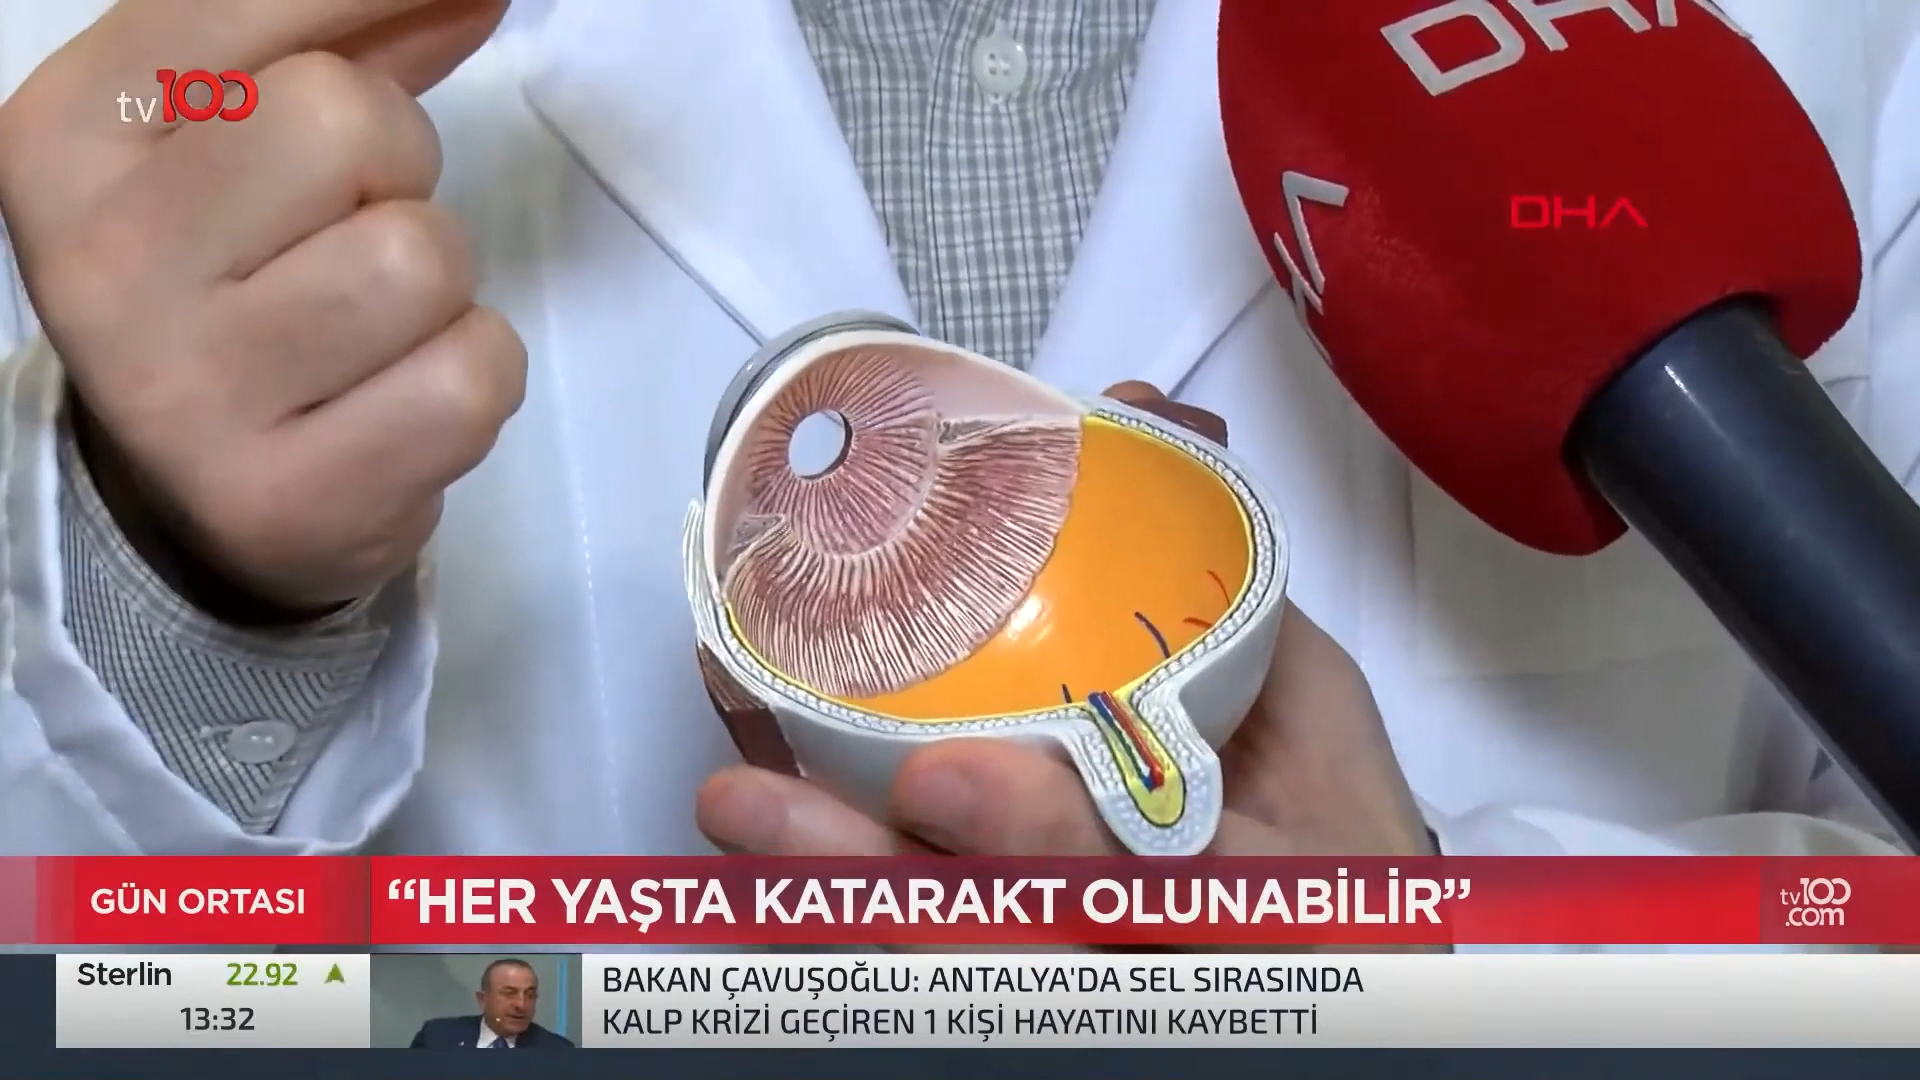 tv100
DHA
DHA
GÜN ORTASI
“HER YAŞTA KATARAKT OLUNABİLİR”
tv100
.com
Sterlin 22.92
13:32
BAKAN ÇAVUŞOĞLU: ANTALYA'DA SEL SIRASINDA
KALP KRİZİ GEÇİREN 1 KİŞİ HAYATINI KAYBETTİ